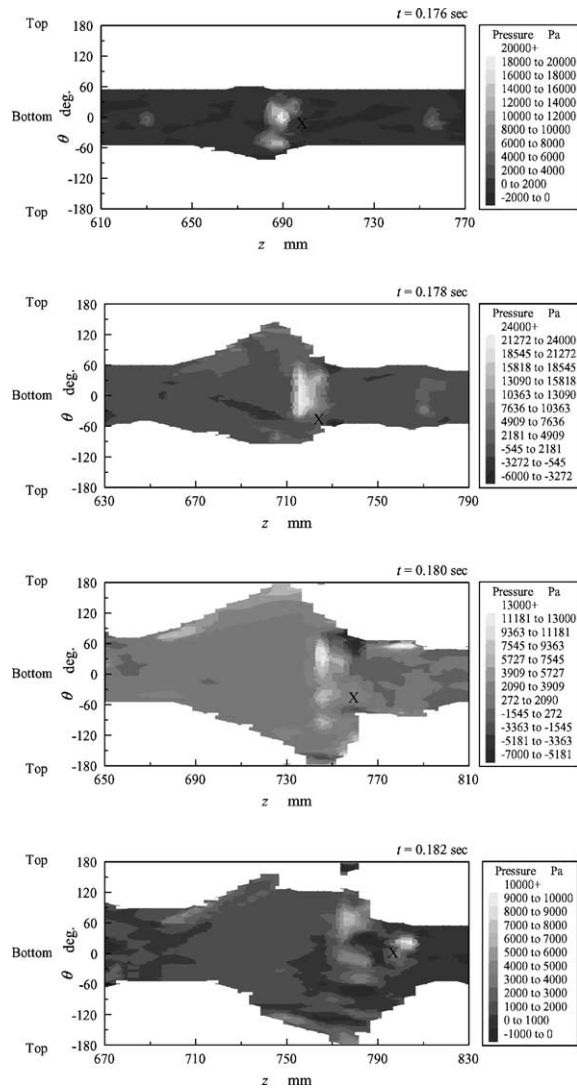 t = 0.176 sec
Top
180
120
60
Bottom
0
θ deg.
-60
-120
Top
-180
610
650
690
730
770
z mm
Pressure Pa
20000+
18000 to 20000
16000 to 18000
14000 to 16000
12000 to 14000
10000 to 12000
8000 to 10000
6000 to 8000
4000 to 6000
2000 to 4000
0 to 2000
-2000 to 0
X
t = 0.178 sec
Top
180
120
60
Bottom
0
θ deg.
-60
-120
Top
-180
630
670
710
750
790
z mm
Pressure Pa
24000+
21272 to 24000
18545 to 21272
15818 to 18545
13090 to 15818
10363 to 13090
7636 to 10363
4909 to 7636
2181 to 4909
-545 to 2181
-3272 to -545
-6000 to -3272
X
t = 0.180 sec
Top
180
120
60
Bottom
0
θ deg.
-60
-120
Top
-180
650
690
730
770
810
z mm
Pressure Pa
13000+
11181 to 13000
9363 to 11181
7545 to 9363
5727 to 7545
3909 to 5727
2090 to 3909
272 to 2090
-1545 to 272
-3363 to -1545
-5181 to -3363
-7000 to -5181
X
t = 0.182 sec
Top
180
120
60
Bottom
0
θ deg.
-60
-120
Top
-180
670
710
750
790
830
z mm
Pressure Pa
10000+
9000 to 10000
8000 to 9000
7000 to 8000
6000 to 7000
5000 to 6000
4000 to 5000
3000 to 4000
2000 to 3000
1000 to 2000
0 to 1000
-1000 to 0
X